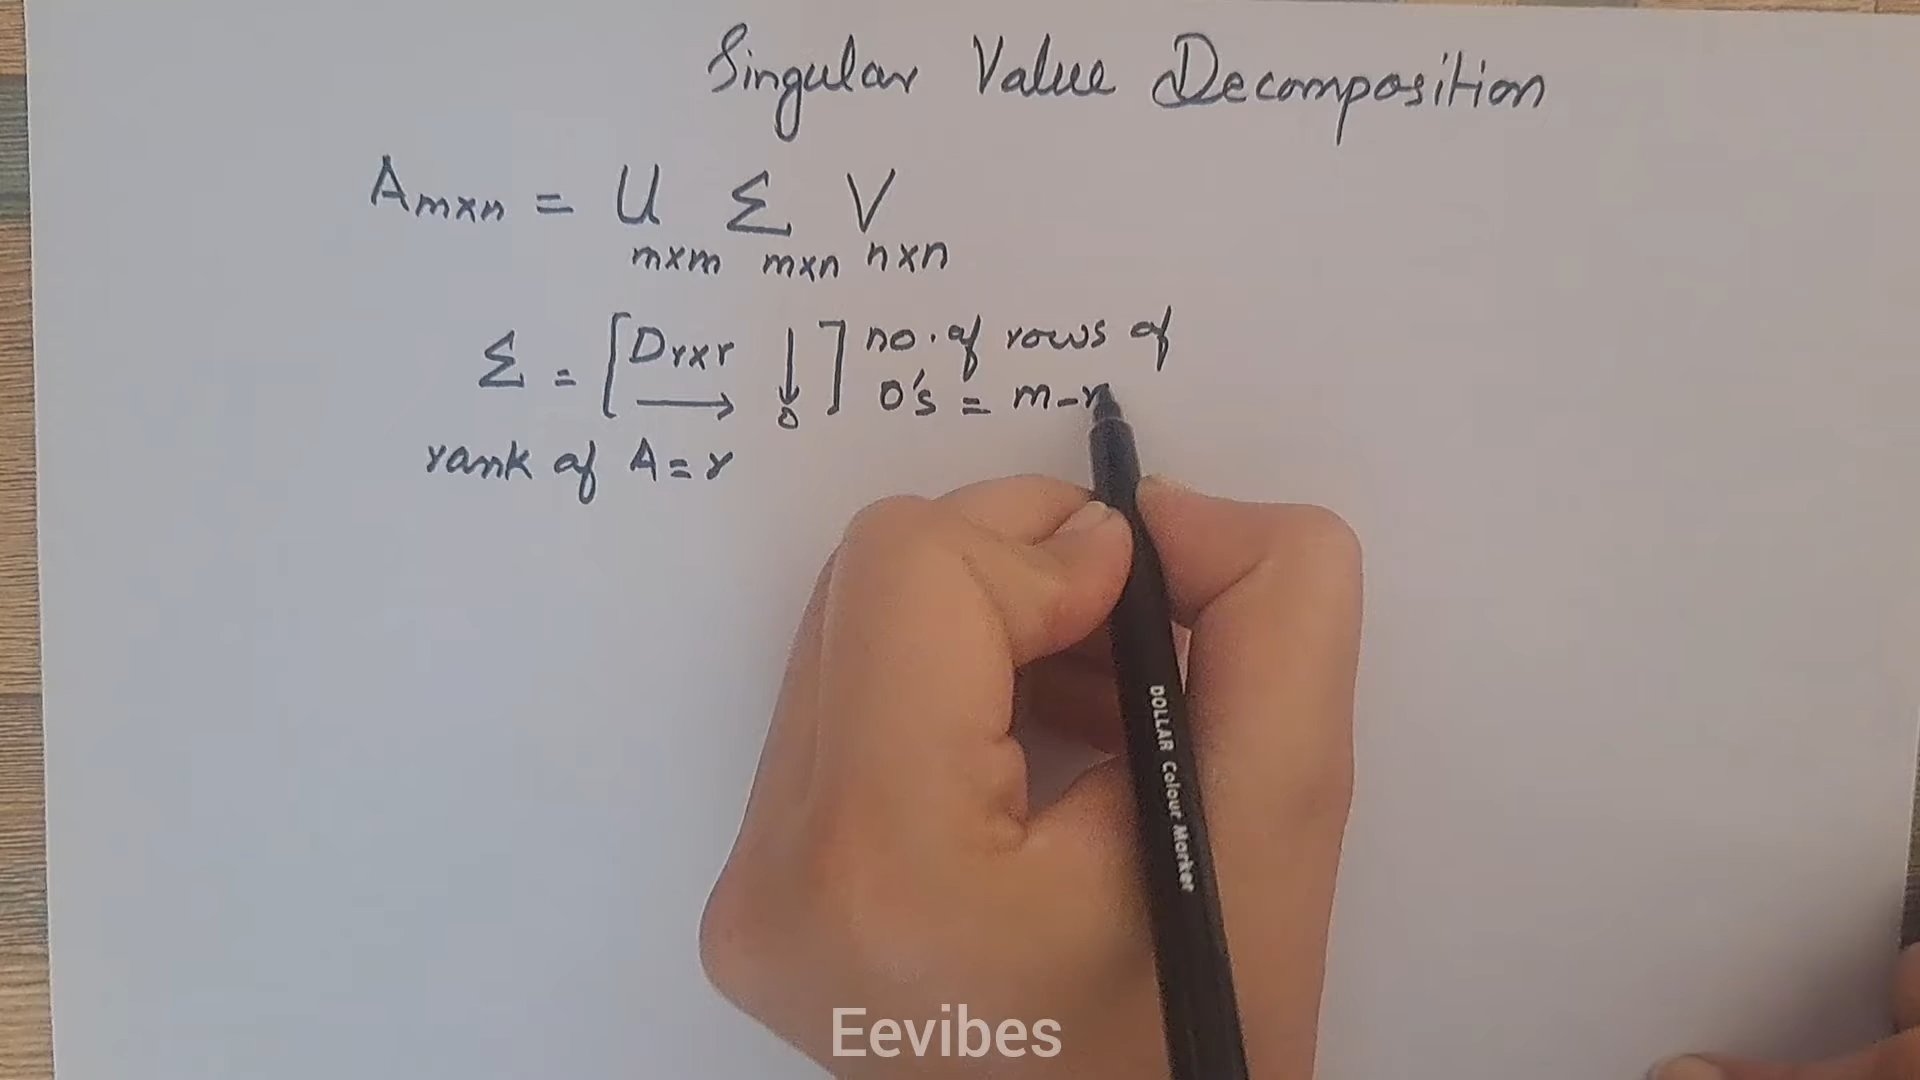 Singular Value Decomposition
Amxn = U Σ V
mxm mxn nxn
Σ = [Drxr ↓] no. of rows of
→ 0 0's = m-r
rank of A = r
DOLLAR Colour Marker
Eevibes